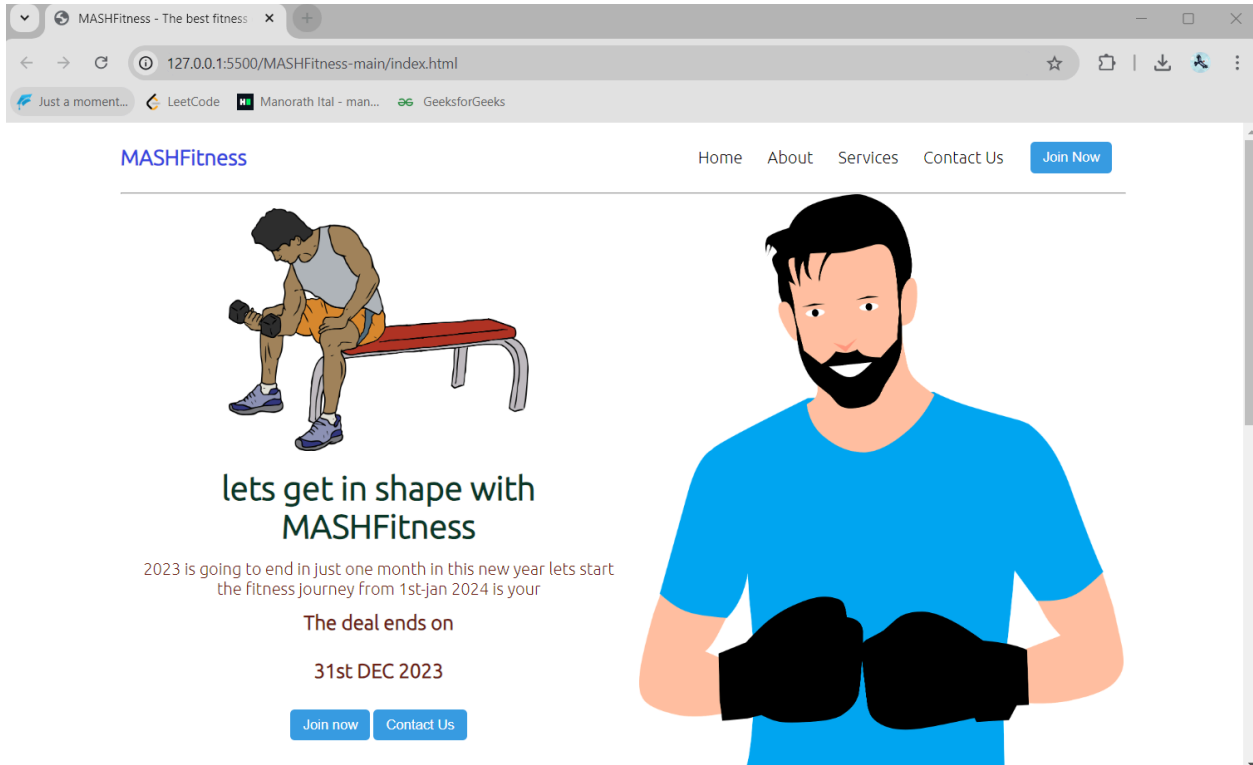 MASHFitness - The best fitness
127.0.0.1:5500/MASHFitness-main/index.html
Just a moment... LeetCode Manorath Ital - man... GeeksforGeeks
MASHFitness Home About Services Contact Us Join Now
lets get in shape with
MASHFitness
2023 is going to end in just one month in this new year lets start
the fitness journey from 1st-jan 2024 is your
The deal ends on
31st DEC 2023
Join now Contact Us